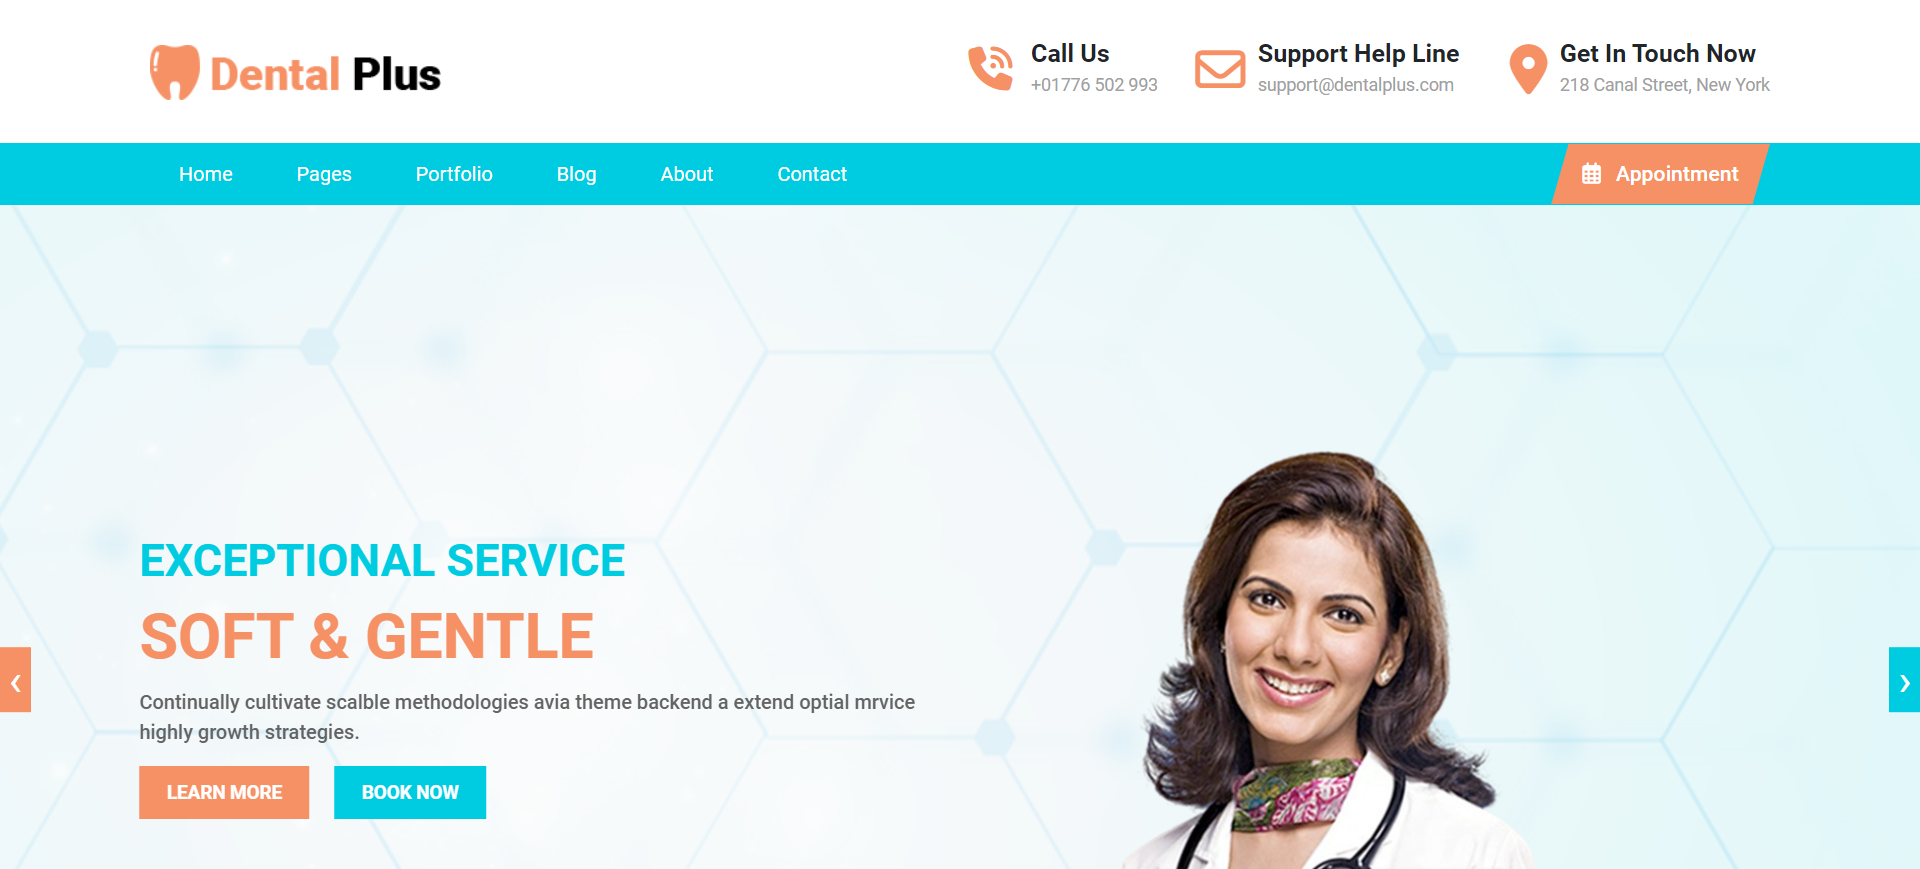 Dental Plus
Call Us
+01776 502 993
Support Help Line
support@dentalplus.com
Get In Touch Now
218 Canal Street, New York
Home Pages Portfolio Blog About Contact Appointment
EXCEPTIONAL SERVICE
SOFT & GENTLE
Continually cultivate scalble methodologies avia theme backend a extend optial mrvice
highly growth strategies.
LEARN MORE BOOK NOW